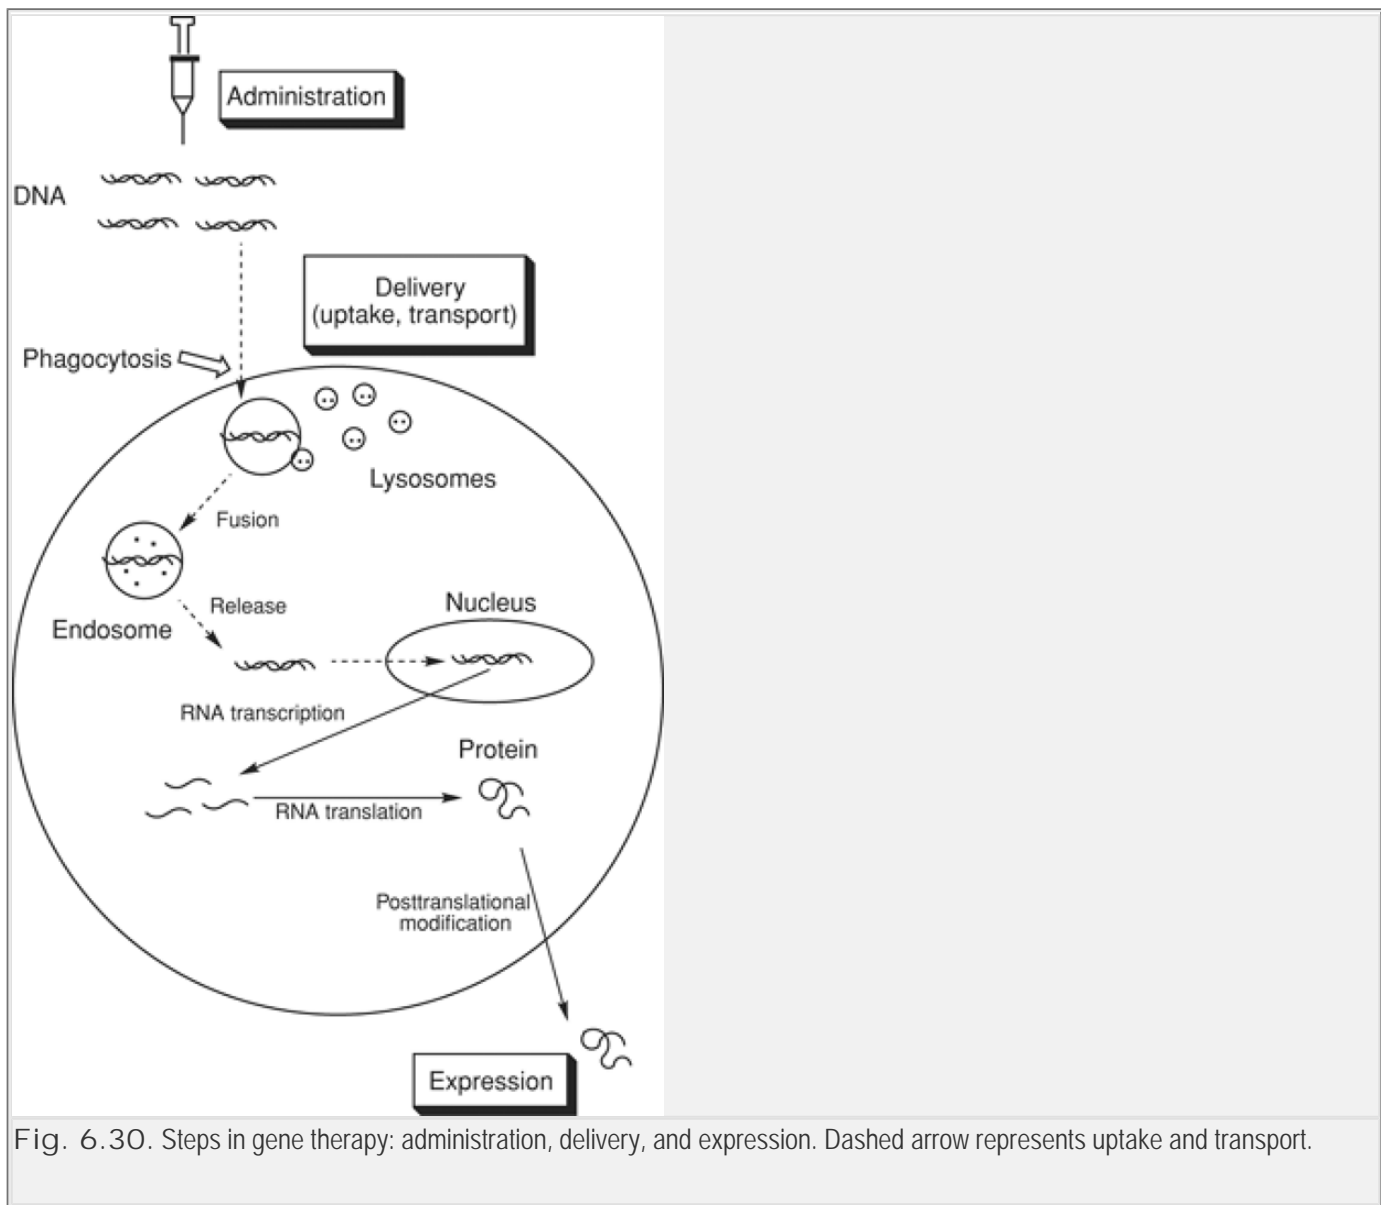 Administration
DNA
Delivery
(uptake, transport)
Phagocytosis
Lysosomes
Fusion
Endosome
Release
Nucleus
RNA transcription
Protein
RNA translation
Posttranslational
modification
Expression
Fig. 6.30. Steps in gene therapy: administration, delivery, and expression. Dashed arrow represents uptake and transport.